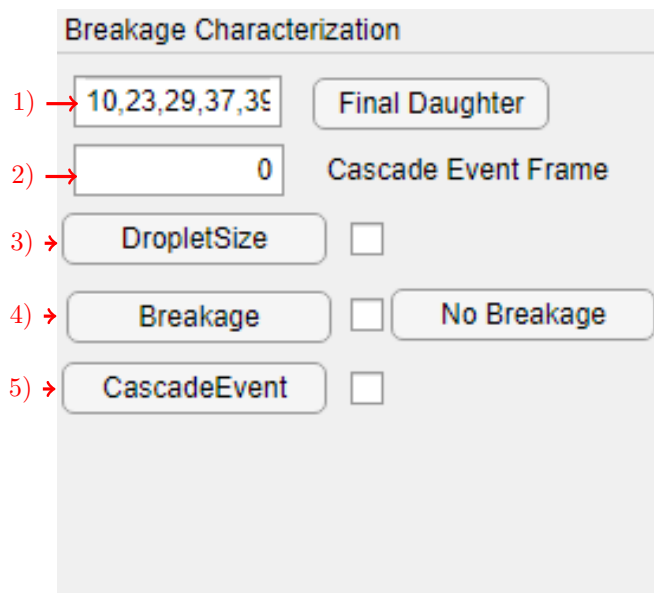 Breakage Characterization
1) 10,23,29,37,39 Final Daughter
2) 0 Cascade Event Frame
3) DropletSize
4) Breakage No Breakage
5) CascadeEvent